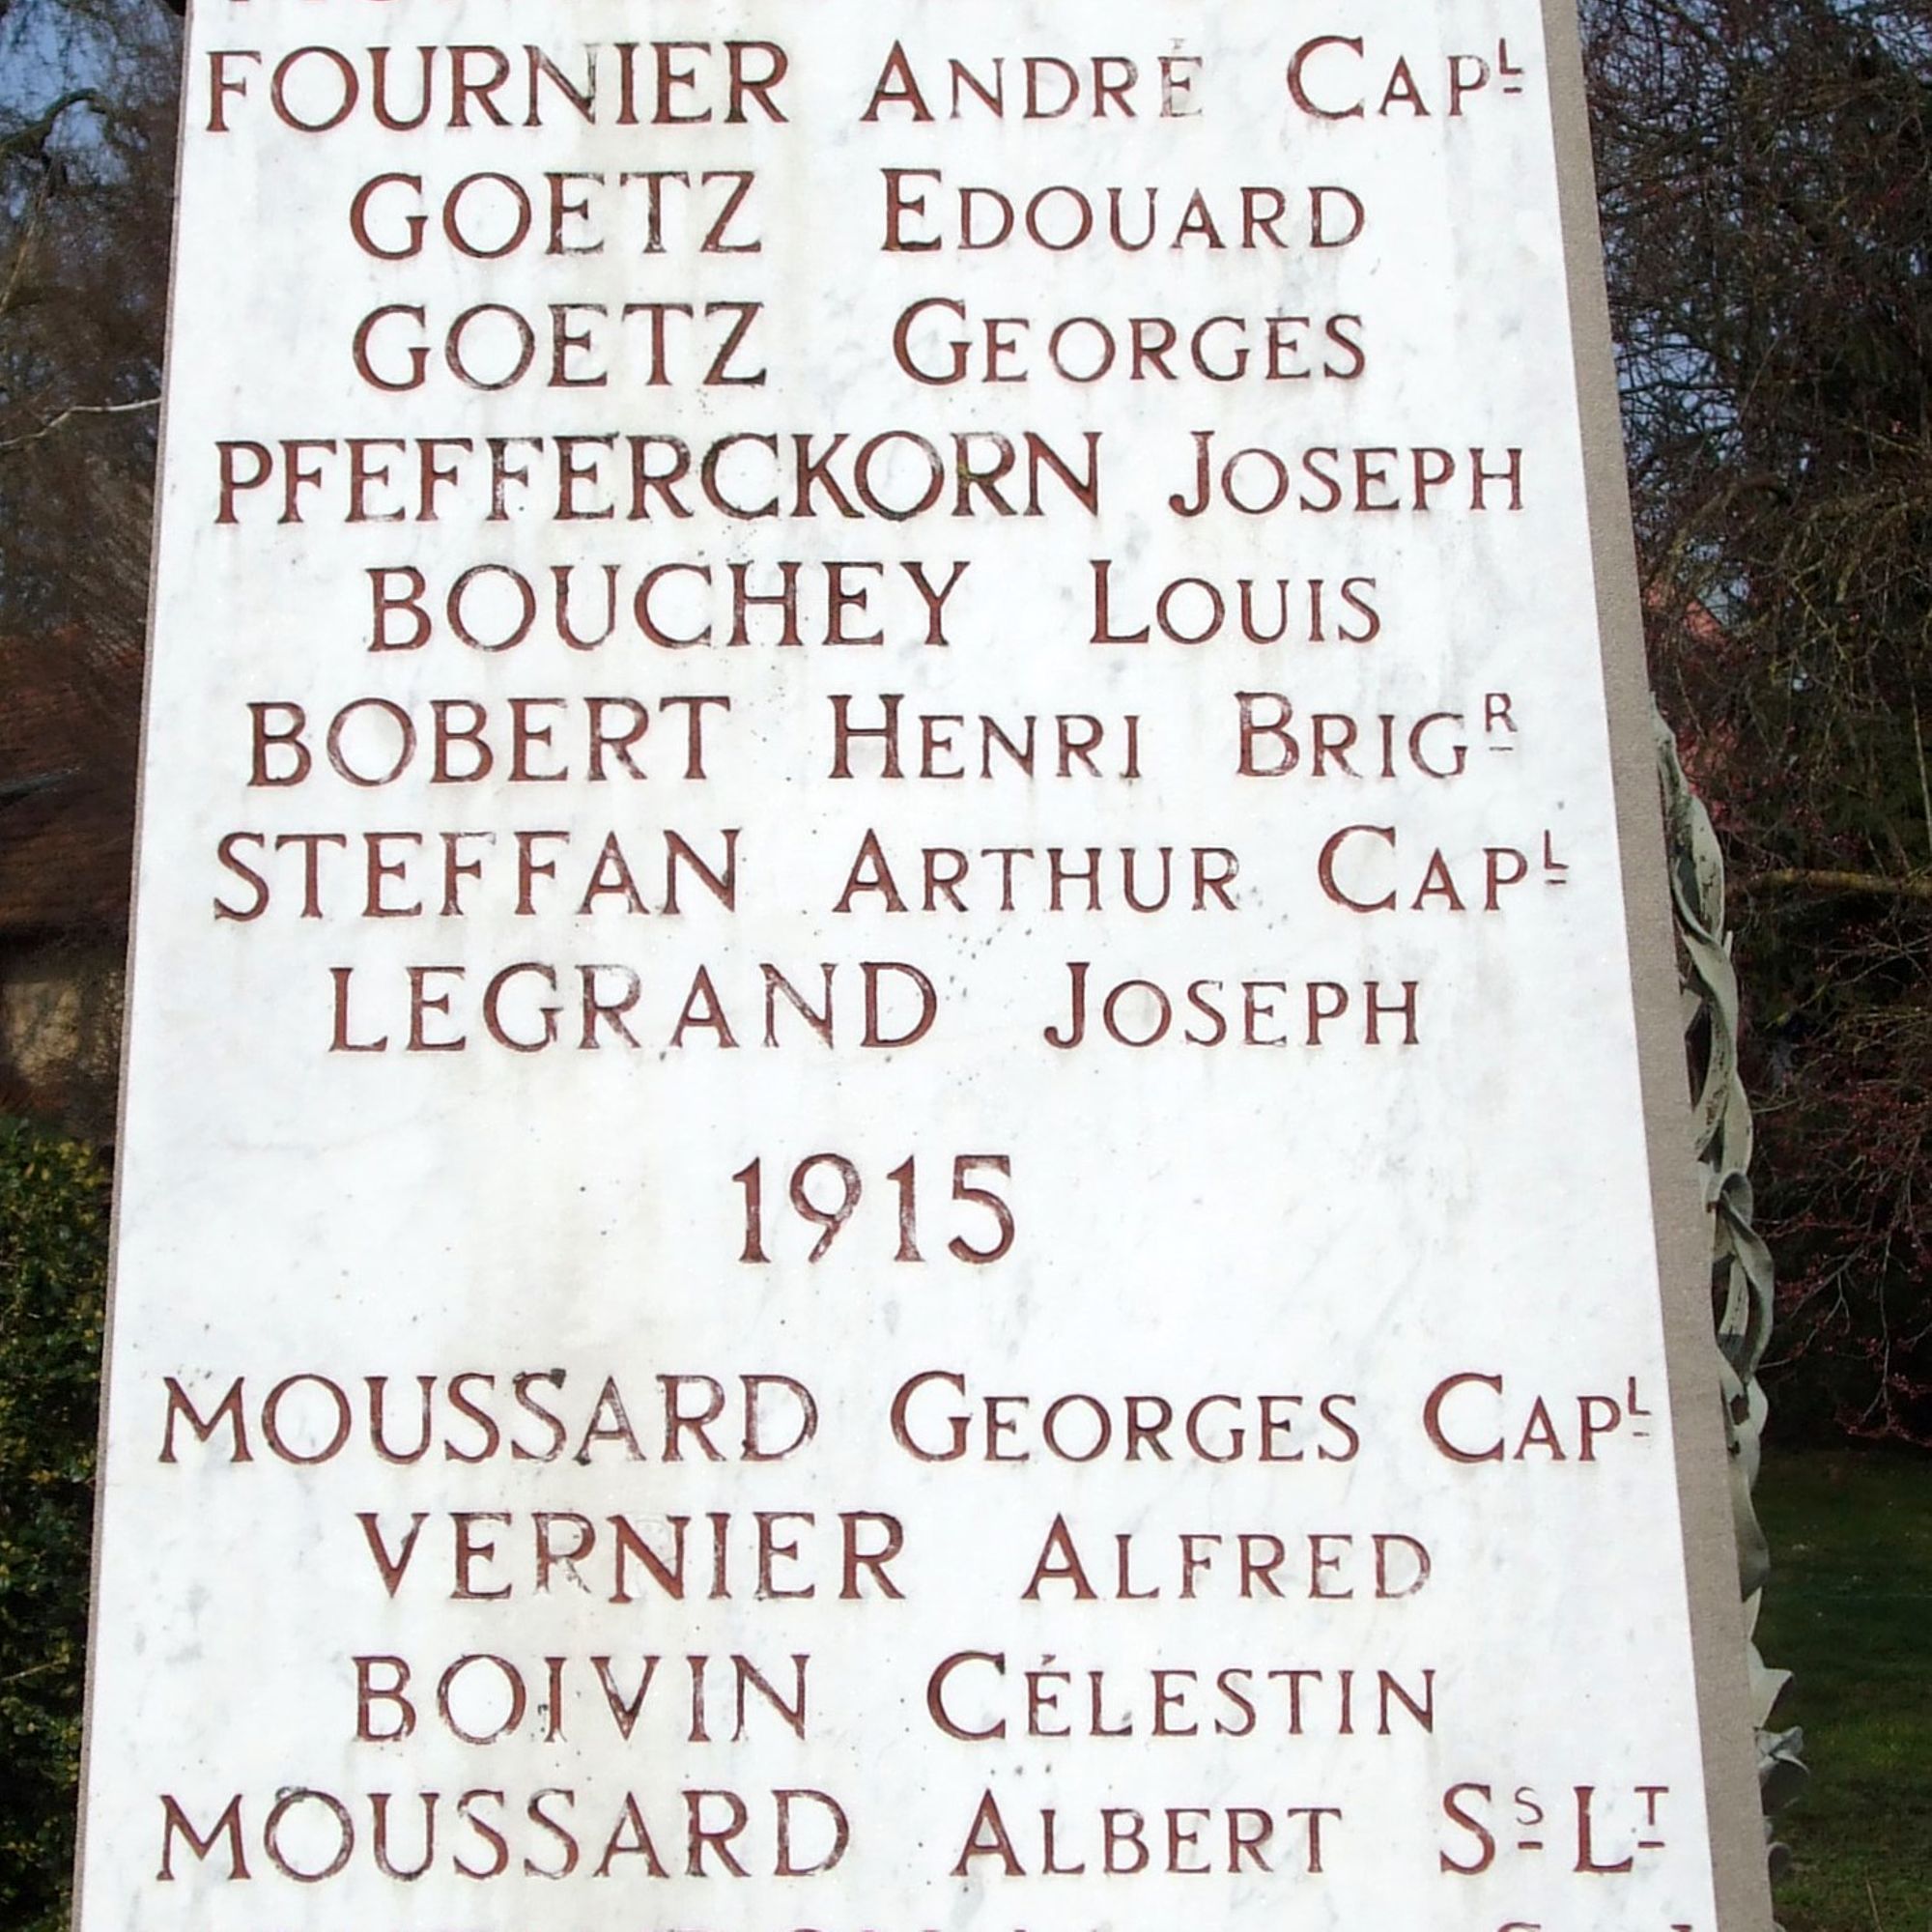 FOURNIER ANDRÉ CAPL
GOETZ EDOUARD
GOETZ GEORGES
PFEFFERCKORN JOSEPH
BOUCHEY LOUIS
BOBERT HENRI BRIGR
STEFFAN ARTHUR CAPL
LEGRAND JOSEPH
1915
MOUSSARD GEORGES CAPL
VERNIER ALFRED
BOIVIN CÉLESTIN
MOUSSARD ALBERT SS LT